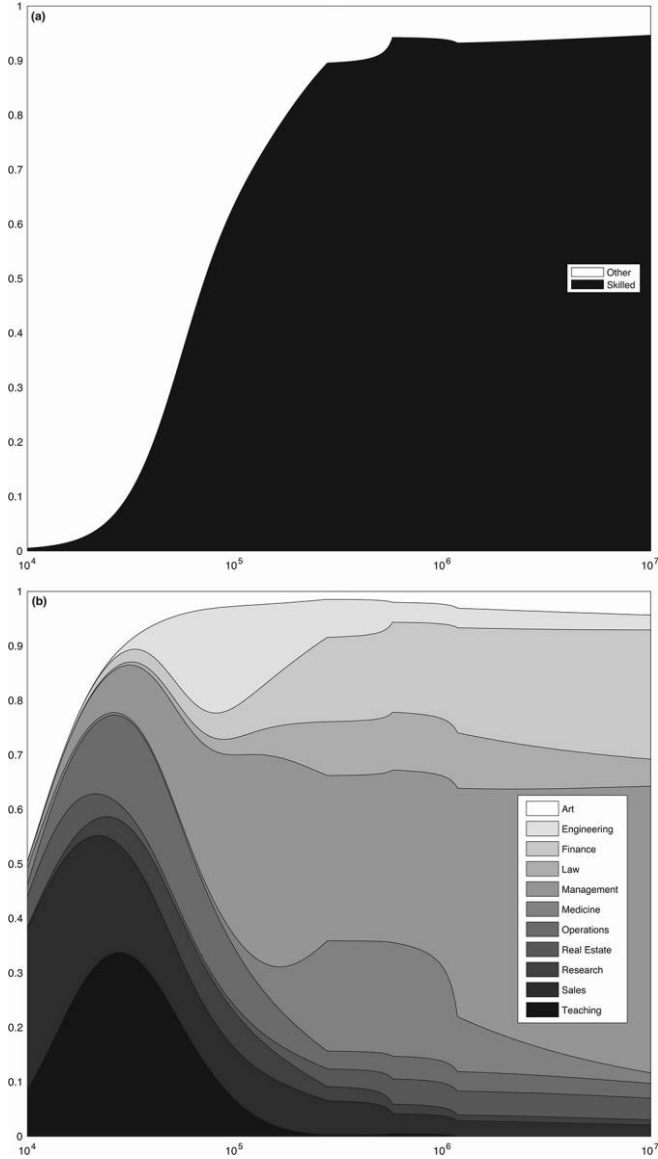 (a)
1
0.9
0.8
0.7
0.6
0.5
0.4
0.3
0.2
0.1
0
Other
Skilled
10^4
10^5
10^6
10^7
(b)
1
0.9
0.8
0.7
0.6
0.5
0.4
0.3
0.2
0.1
0
Art
Engineering
Finance
Law
Management
Medicine
Operations
Real Estate
Research
Sales
Teaching
10^4
10^5
10^6
10^7